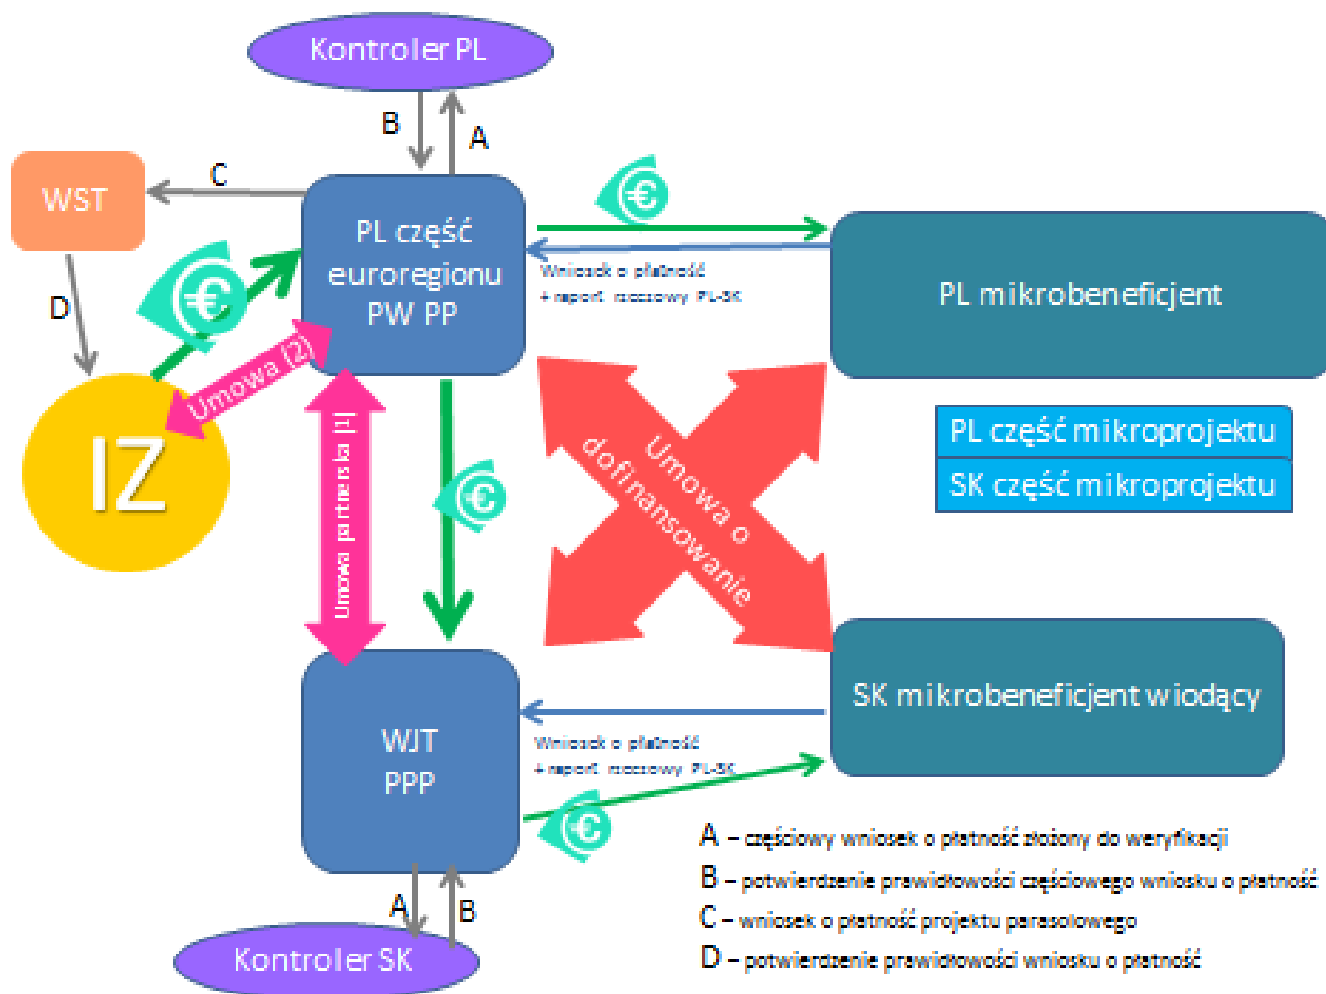 Kontroler PL
B
A
C
WST
PL część
euroregionu
PW PP
€
€
Wniosek o płatność
+ raport rzeczowy PL-SK
PL mikrobeneficjent
D
Umowa (2)
IZ
Umowa partnerska (1)
€
Umowa o
dofinansowanie
PL część mikroprojektu
SK część mikroprojektu
SK mikrobeneficjent wiodący
WJT
PPP
Wniosek o płatność
+ raport rzeczowy PL-SK
€
A
B
Kontroler SK
A – częściowy wniosek o płatność złożony do weryfikacji
B – potwierdzenie prawidłowości częściowego wniosku o płatność
C – wniosek o płatność projektu parasolowego
D – potwierdzenie prawidłowości wniosku o płatność